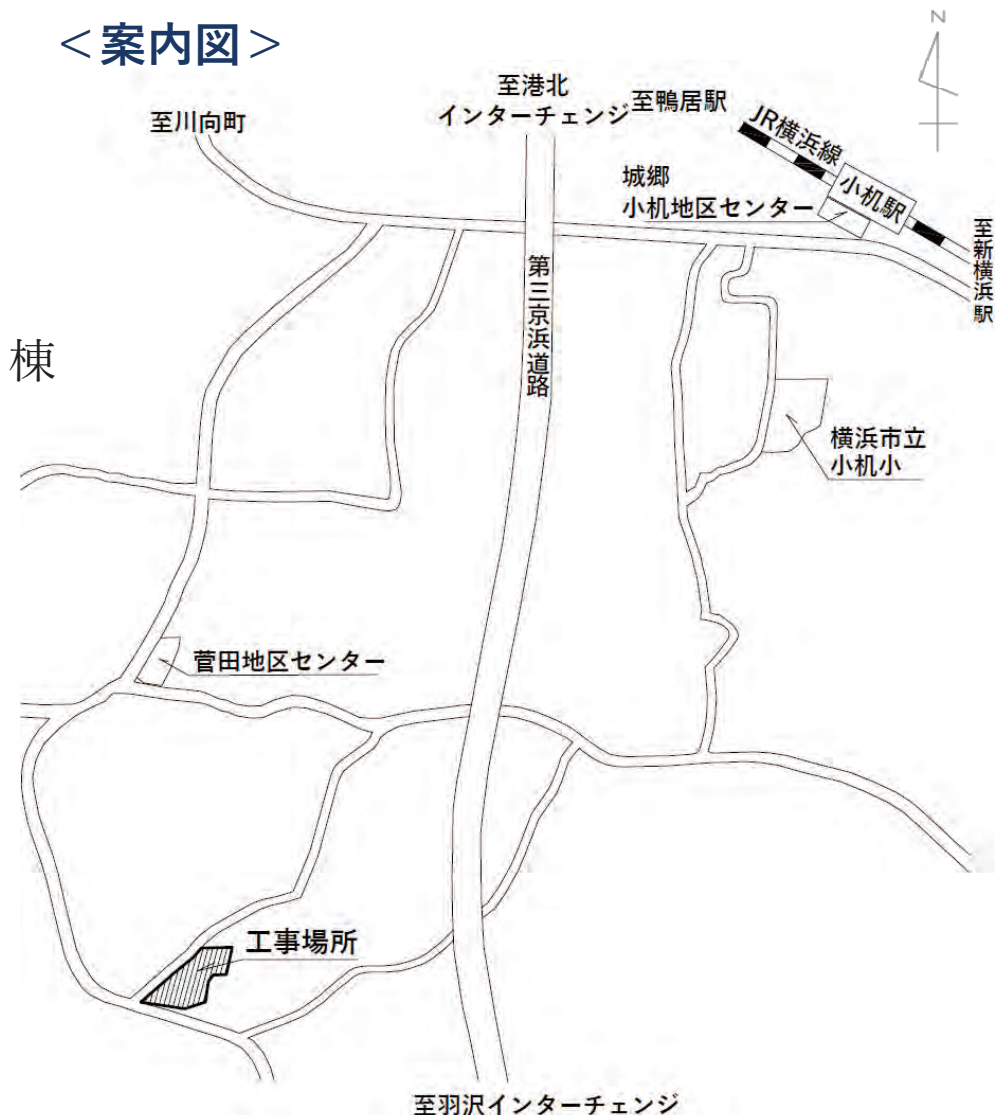 ＜案内図＞
N
至港北
インターチェンジ
至鴨居駅
至川向町
JR横浜線
小机駅
城郷
小机地区センター
至新横浜駅
第三京浜道路
棟
横浜市立
小机小
菅田地区センター
工事場所
至羽沢インターチェンジ